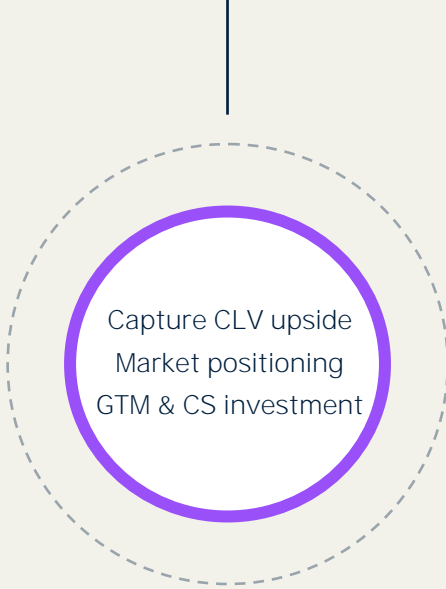 Capture CLV upside
Market positioning
GTM & CS investment